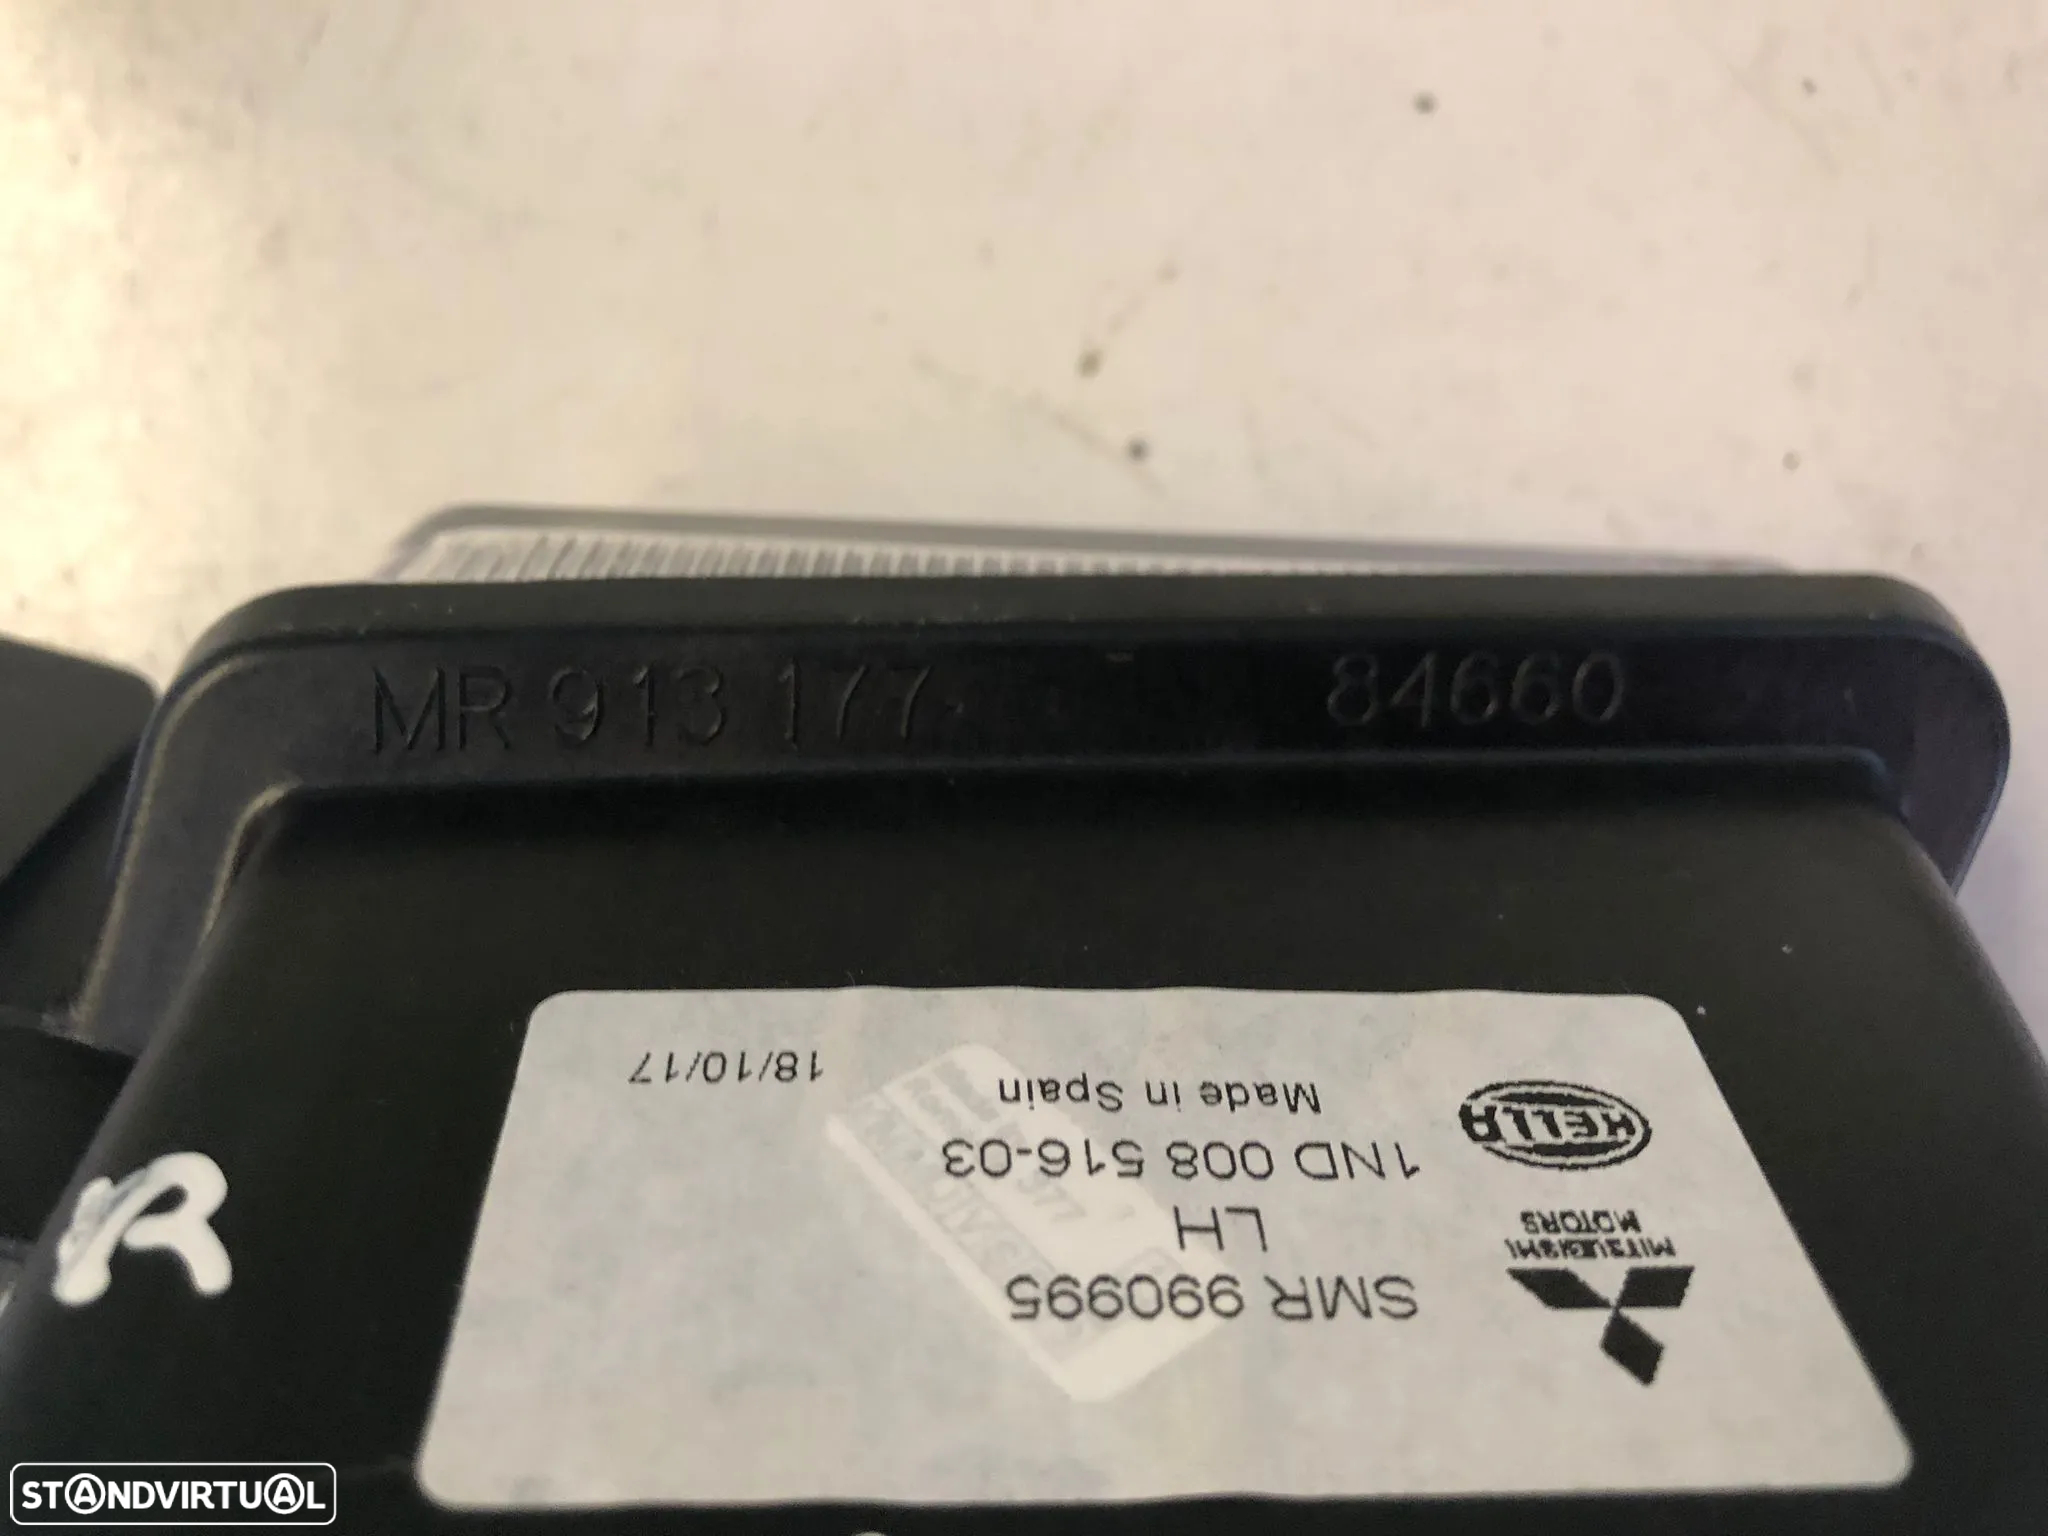 MR 913 177 84660
SMR 990995
LH
1ND 008 516-03
Made in Spain
18/10/17
MITSUBISHI
MOTORS
HELLA
R
STANDVIRTUAL